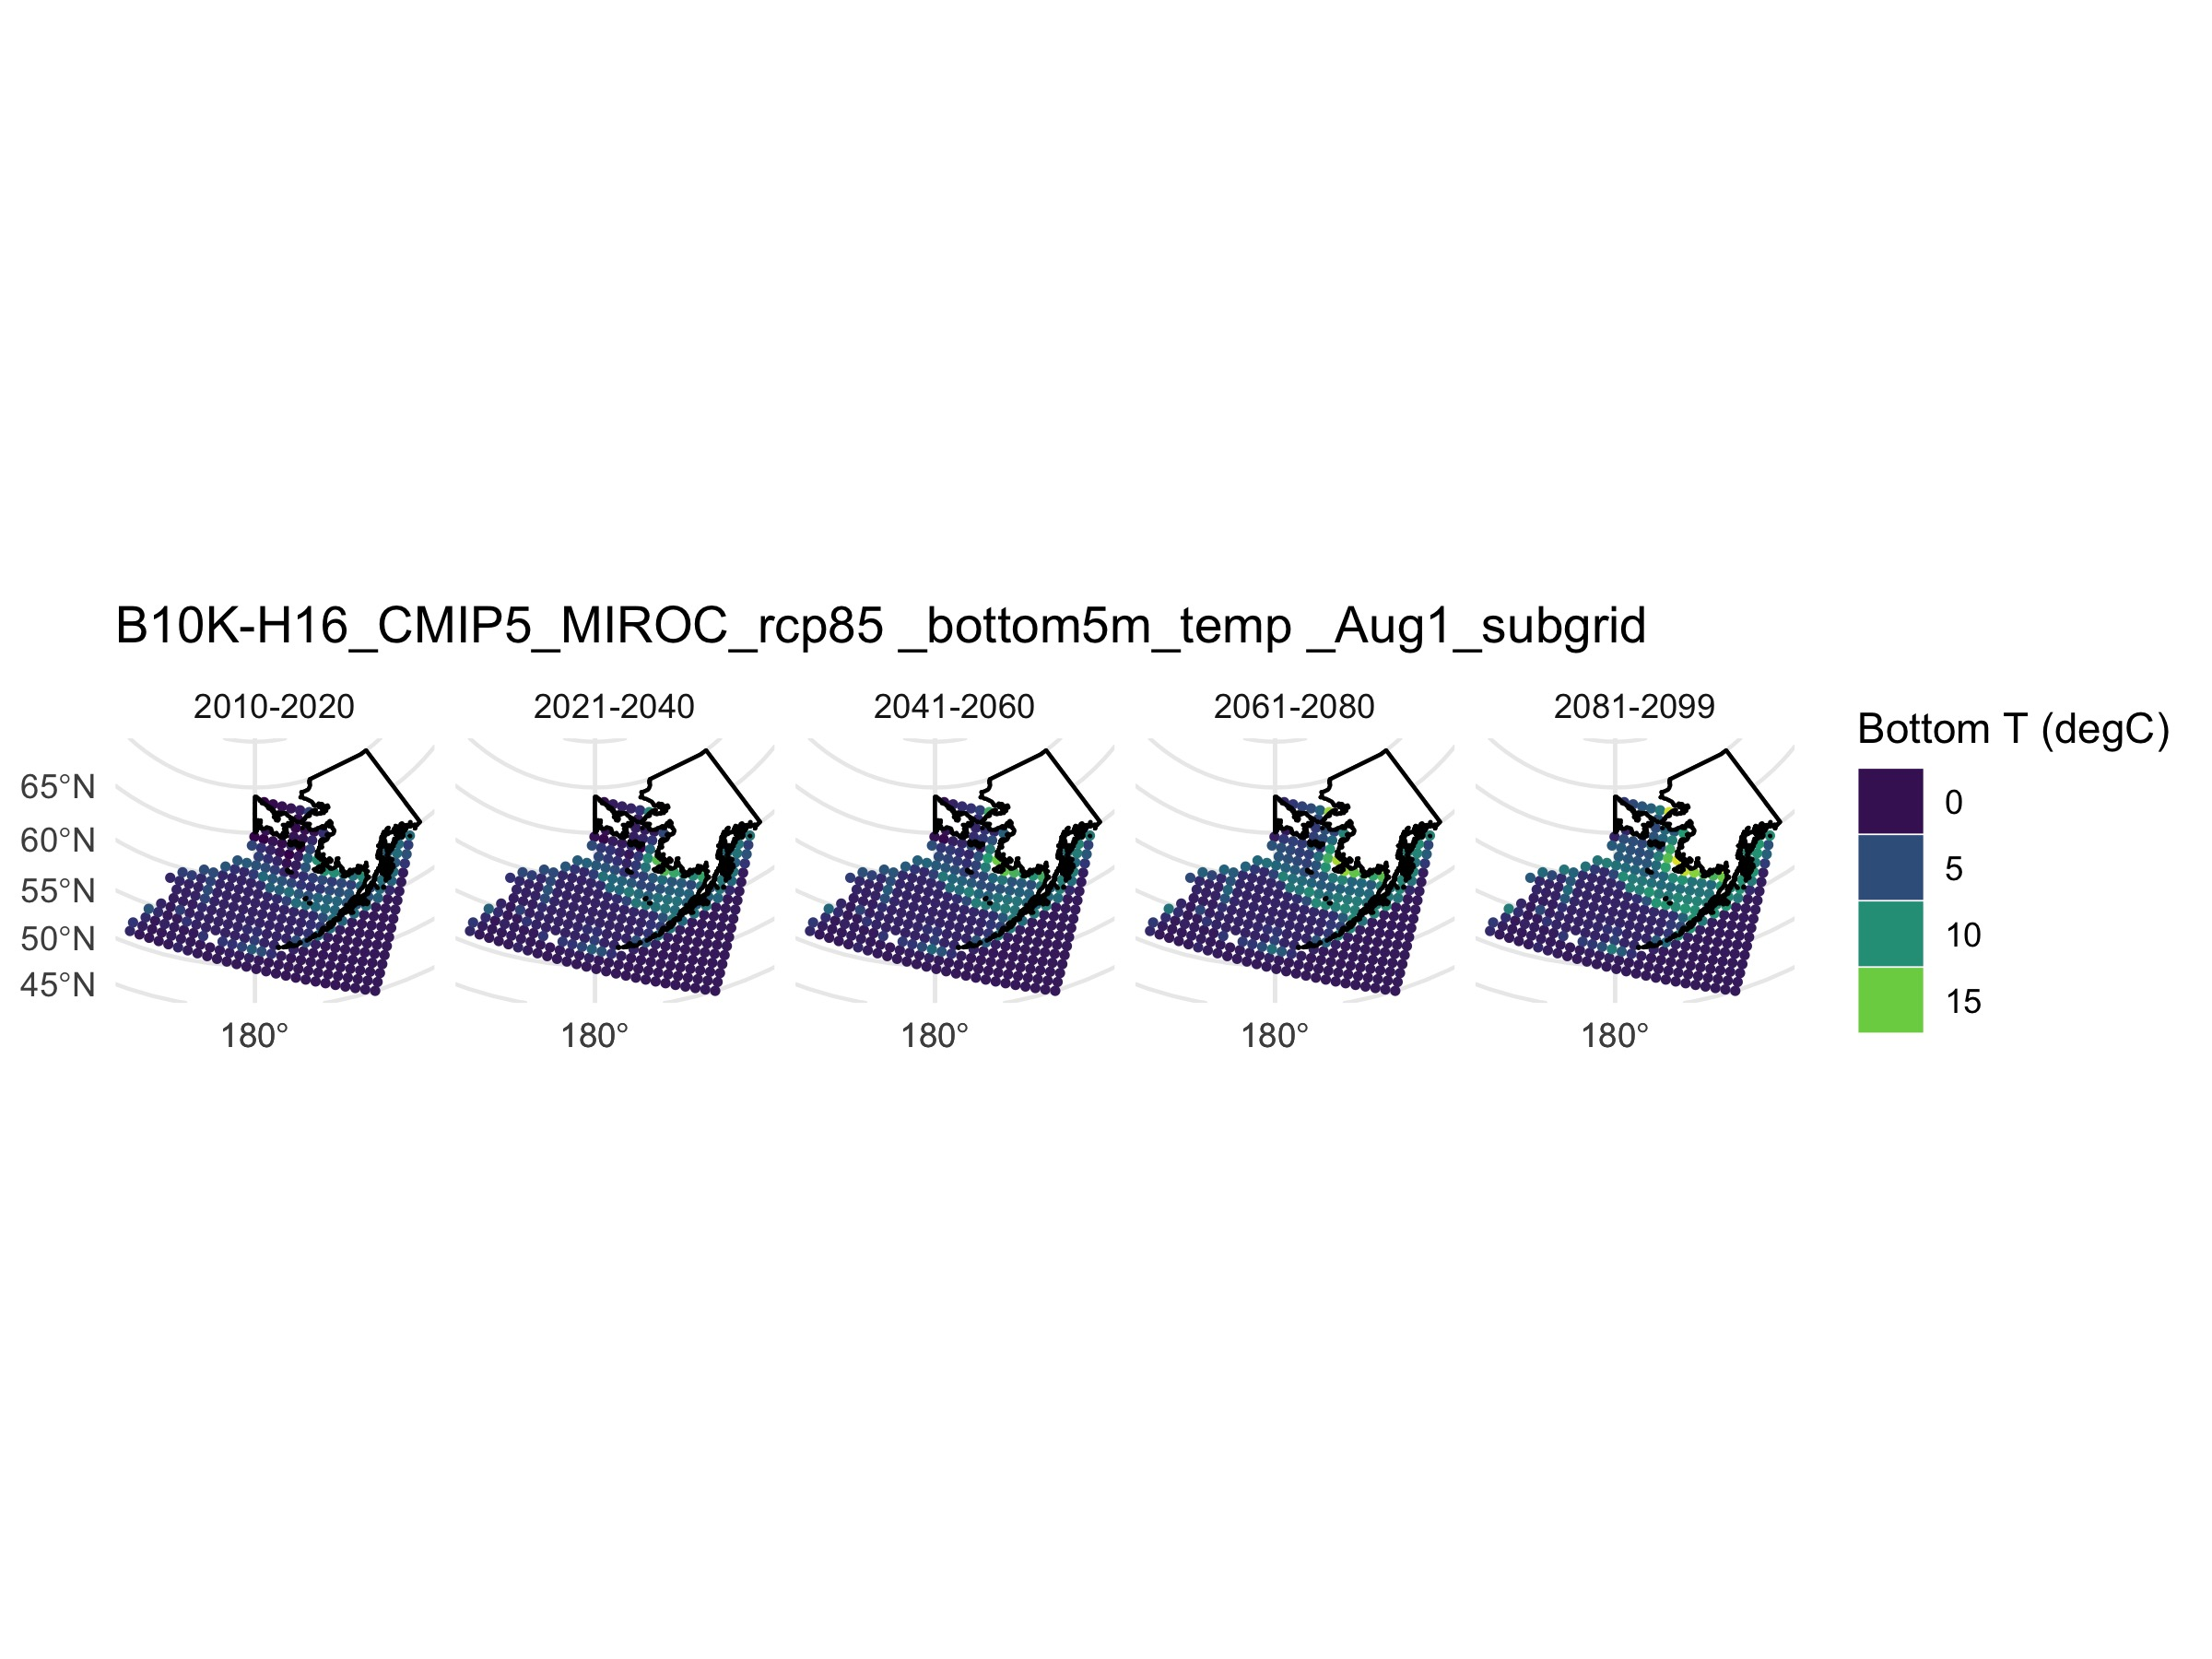 B10K-H16_CMIP5_MIROC_rcp85 _bottom5m_temp _Aug1_subgrid
2010-2020 2021-2040 2041-2060 2061-2080 2081-2099
Bottom T (degC)
65°N
60°N
55°N
50°N
45°N
180° 180° 180° 180° 180°
0
5
10
15